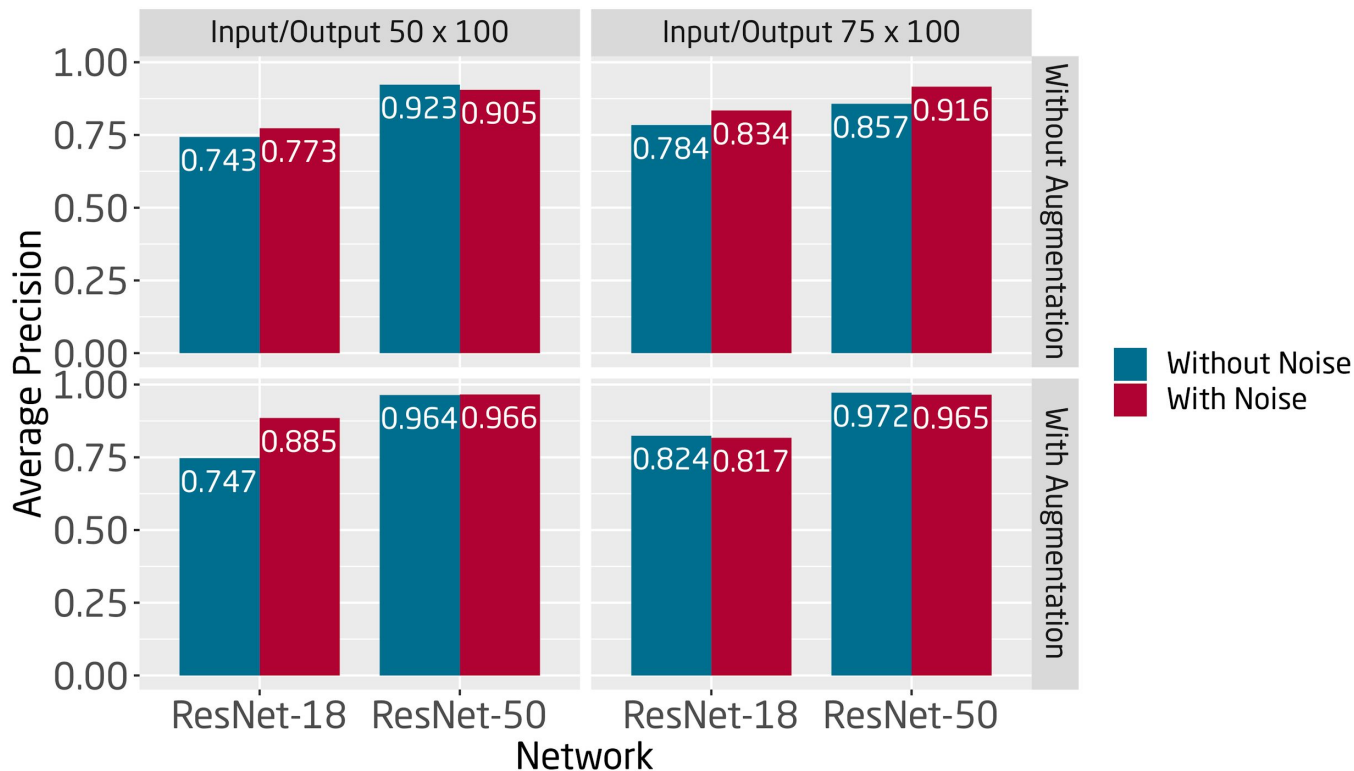 Input/Output 50 x 100
Input/Output 75 x 100
Average Precision
1.00
0.75
0.50
0.25
0.00
0.743
0.773
0.923
0.905
0.784
0.834
0.857
0.916
Without Augmentation
1.00
0.75
0.50
0.25
0.00
0.747
0.885
0.964
0.966
0.824
0.817
0.972
0.965
With Augmentation
ResNet-18
ResNet-50
ResNet-18
ResNet-50
Network
Without Noise
With Noise